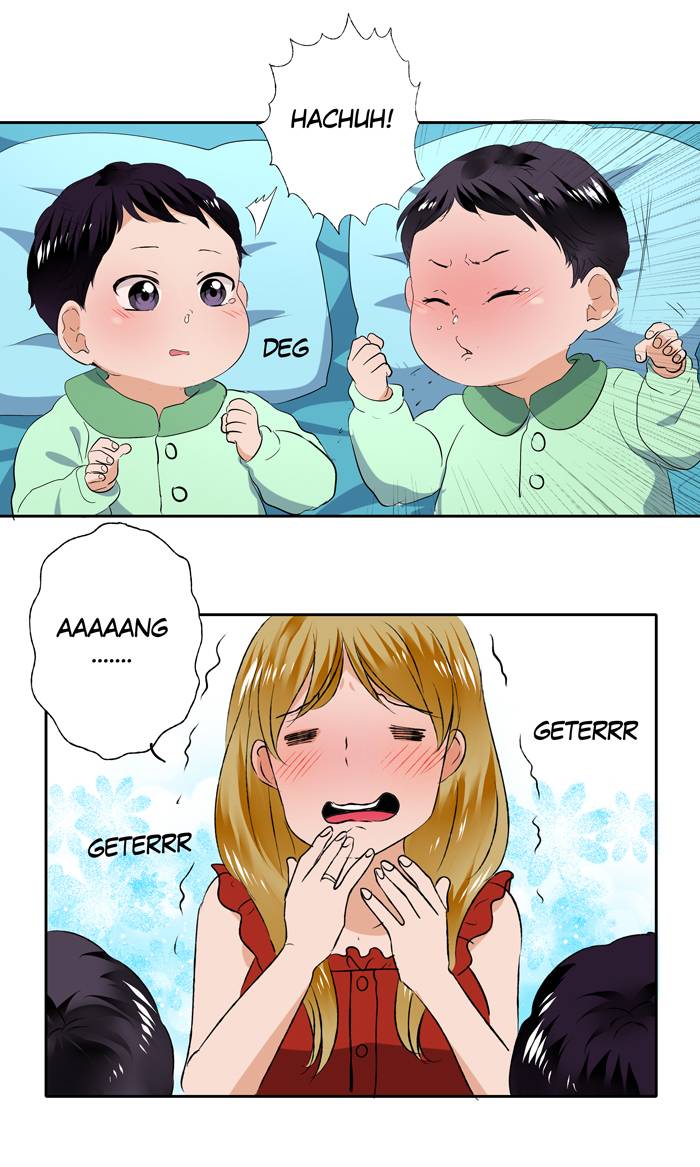 HACHUH!
DEG
AAAAANG
.......
GETERRR
GETERRR